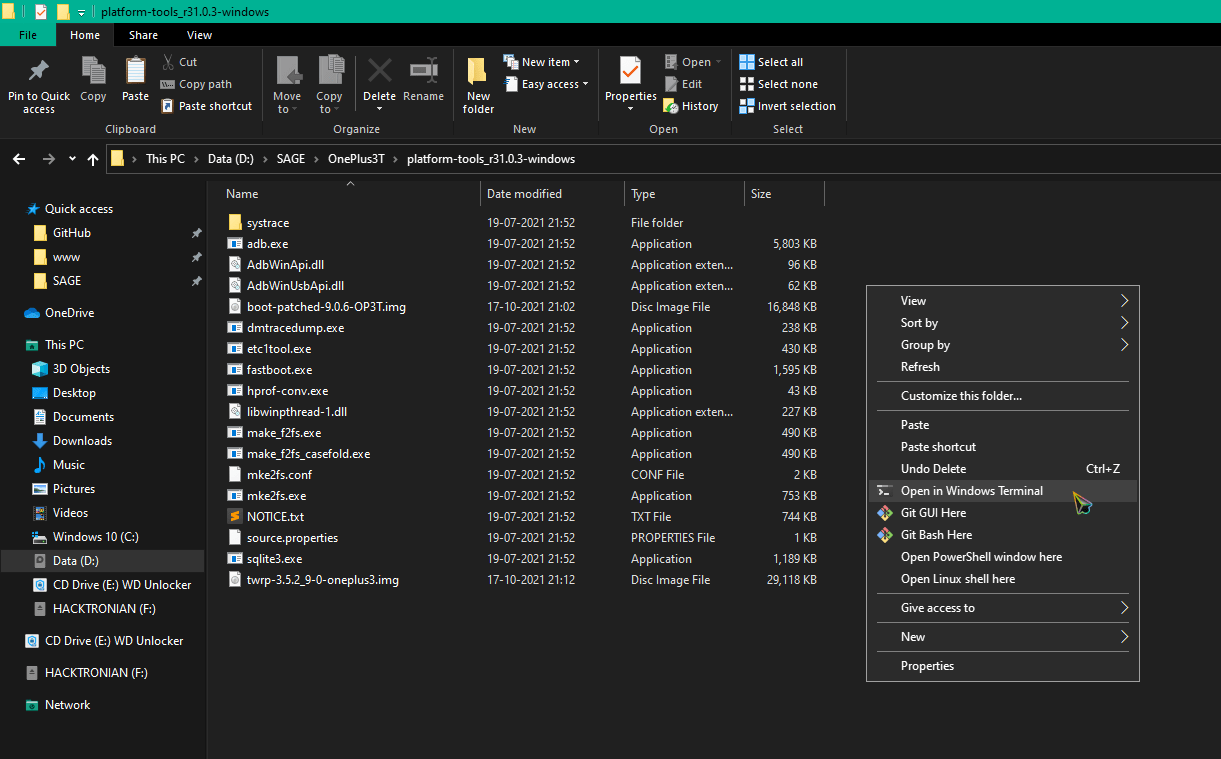 platform-tools_r31.0.3-windows
File Home Share View
Pin to Quick access
Copy
Paste
Cut
Copy path
Paste shortcut
Clipboard
Move to
Copy to
Delete
Rename
Organize
New folder
New item
Easy access
New
Properties
Open
Edit
History
Open
Select all
Select none
Invert selection
Select
This PC > Data (D:) > SAGE > OnePlus3T > platform-tools_r31.0.3-windows
Quick access
GitHub
www
SAGE
OneDrive
This PC
3D Objects
Desktop
Documents
Downloads
Music
Pictures
Videos
Windows 10 (C:)
Data (D:)
CD Drive (E:) WD Unlocker
HACKTRONIAN (F:)
CD Drive (E:) WD Unlocker
HACKTRONIAN (F:)
Network
Name Date modified Type Size
systrace 19-07-2021 21:52 File folder
adb.exe 19-07-2021 21:52 Application 5,803 KB
AdbWinApi.dll 19-07-2021 21:52 Application exten... 96 KB
AdbWinUsbApi.dll 19-07-2021 21:52 Application exten... 62 KB
boot-patched-9.0.6-OP3T.img 17-10-2021 21:02 Disc Image File 16,848 KB
dmtracedump.exe 19-07-2021 21:52 Application 238 KB
etc1tool.exe 19-07-2021 21:52 Application 430 KB
fastboot.exe 19-07-2021 21:52 Application 1,595 KB
hprof-conv.exe 19-07-2021 21:52 Application 43 KB
libwinpthread-1.dll 19-07-2021 21:52 Application exten... 227 KB
make_f2fs.exe 19-07-2021 21:52 Application 490 KB
make_f2fs_casefold.exe 19-07-2021 21:52 Application 490 KB
mke2fs.conf 19-07-2021 21:52 CONF File 2 KB
mke2fs.exe 19-07-2021 21:52 Application 753 KB
NOTICE.txt 19-07-2021 21:52 TXT File 744 KB
source.properties 19-07-2021 21:52 PROPERTIES File 1 KB
sqlite3.exe 19-07-2021 21:52 Application 1,189 KB
twrp-3.5.2_9-0-oneplus3.img 17-10-2021 21:12 Disc Image File 29,118 KB
View
Sort by
Group by
Refresh
Customize this folder...
Paste
Paste shortcut
Undo Delete Ctrl+Z
Open in Windows Terminal
Git GUI Here
Git Bash Here
Open PowerShell window here
Open Linux shell here
Give access to
New
Properties